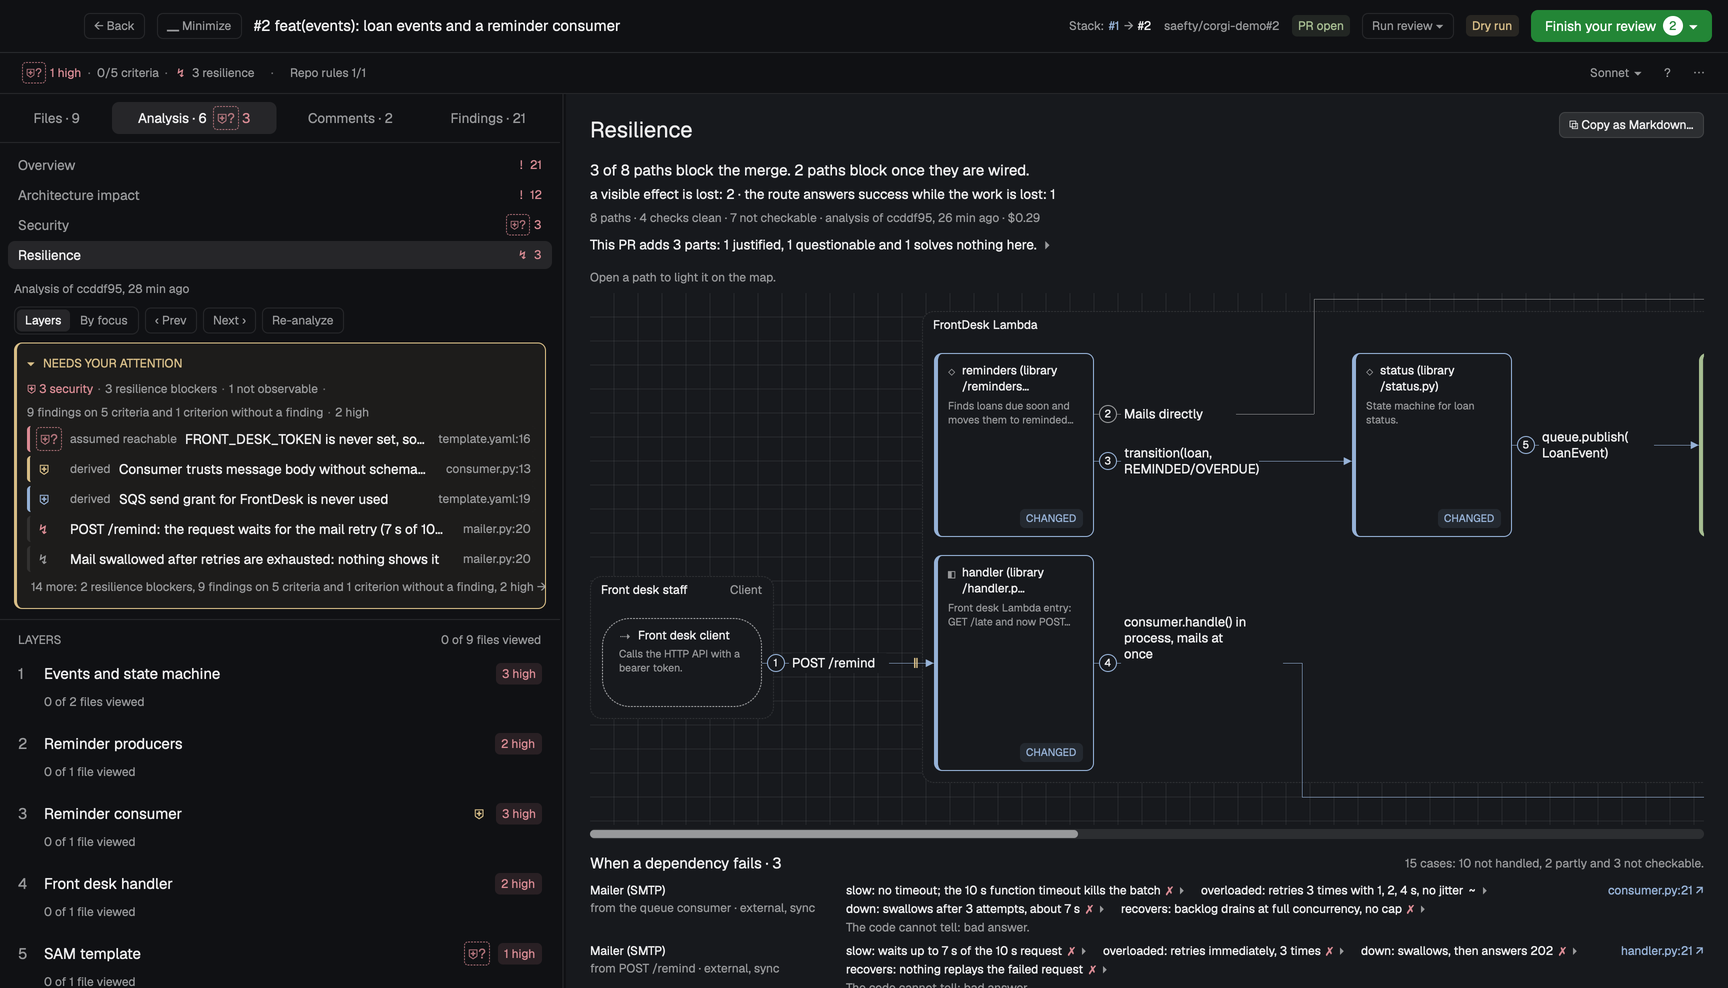 ← Back
Minimize
#2 feat(events): loan events and a reminder consumer
Stack: #1 → #2
saefty/corgi-demo#2
PR open
Run review
Dry run
Finish your review 2
1 high · 0/5 criteria · 3 resilience · Repo rules 1/1
Sonnet
?
···
Files · 9
Analysis · 6 ? 3
Comments · 2
Findings · 21
Overview ! 21
Architecture impact ! 12
Security ? 3
Resilience 3
Analysis of ccddf95, 28 min ago
Layers
By focus
‹ Prev
Next ›
Re-analyze
NEEDS YOUR ATTENTION
3 security · 3 resilience blockers · 1 not observable ·
9 findings on 5 criteria and 1 criterion without a finding · 2 high
? assumed reachable FRONT_DESK_TOKEN is never set, so... template.yaml:16
derived Consumer trusts message body without schema... consumer.py:13
derived SQS send grant for FrontDesk is never used template.yaml:19
POST /remind: the request waits for the mail retry (7 s of 10... mailer.py:20
Mail swallowed after retries are exhausted: nothing shows it mailer.py:20
14 more: 2 resilience blockers, 9 findings on 5 criteria and 1 criterion without a finding, 2 high →
LAYERS 0 of 9 files viewed
1 Events and state machine 3 high
0 of 2 files viewed
2 Reminder producers 2 high
0 of 1 file viewed
3 Reminder consumer 3 high
0 of 1 file viewed
4 Front desk handler 2 high
0 of 1 file viewed
5 SAM template ? 1 high
0 of 1 file viewed
Resilience
Copy as Markdown...
3 of 8 paths block the merge. 2 paths block once they are wired.
a visible effect is lost: 2 · the route answers success while the work is lost: 1
8 paths · 4 checks clean · 7 not checkable · analysis of ccddf95, 26 min ago · $0.29
This PR adds 3 parts: 1 justified, 1 questionable and 1 solves nothing here.
Open a path to light it on the map.
FrontDesk Lambda
reminders (library
/reminders...
Finds loans due soon and
moves them to reminded...
CHANGED
2 Mails directly
3 transition(loan,
REMINDED/OVERDUE)
status (library
/status.py)
State machine for loan
status.
CHANGED
5 queue.publish(
LoanEvent)
Front desk staff Client
Front desk client
Calls the HTTP API with a
bearer token.
1 POST /remind
handler (library
/handler.p...
Front desk Lambda entry:
GET /late and now POST...
CHANGED
4 consumer.handle() in
process, mails at
once
When a dependency fails · 3
15 cases: 10 not handled, 2 partly and 3 not checkable.
Mailer (SMTP)
from the queue consumer · external, sync
slow: no timeout; the 10 s function timeout kills the batch ✗ overloaded: retries 3 times with 1, 2, 4 s, no jitter ~
down: swallows after 3 attempts, about 7 s ✗ recovers: backlog drains at full concurrency, no cap ✗
The code cannot tell: bad answer.
consumer.py:21 ↗
Mailer (SMTP)
from POST /remind · external, sync
slow: waits up to 7 s of the 10 s request ✗ overloaded: retries immediately, 3 times ✗ down: swallows, then answers 202 ✗
recovers: nothing replays the failed request ✗
The code cannot tell: bad answer.
handler.py:21 ↗